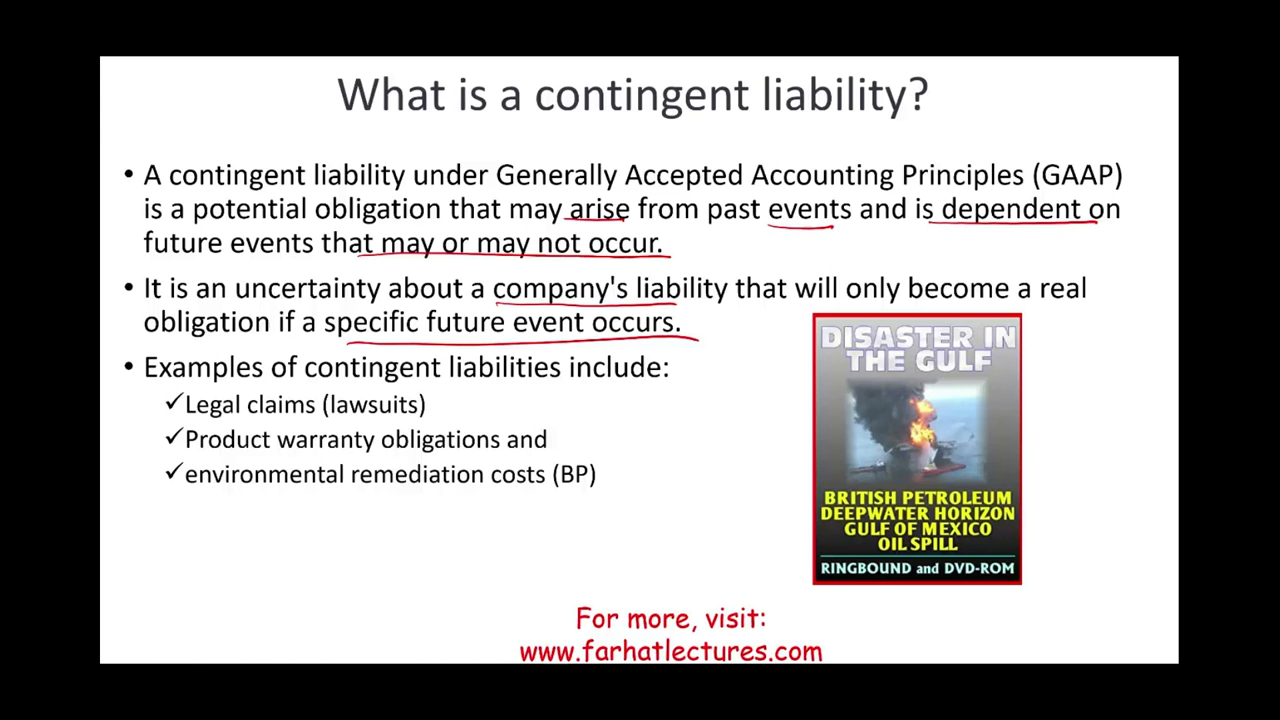 What is a contingent liability?
• A contingent liability under Generally Accepted Accounting Principles (GAAP)
is a potential obligation that may arise from past events and is dependent on
future events that may or may not occur.
• It is an uncertainty about a company's liability that will only become a real
obligation if a specific future event occurs.
• Examples of contingent liabilities include:
✓Legal claims (lawsuits)
✓Product warranty obligations and
✓environmental remediation costs (BP)
DISASTER IN
THE GULF
BRITISH PETROLEUM
DEEPWATER HORIZON
GULF OF MEXICO
OIL SPILL
RINGBOUND and DVD-ROM
For more, visit:
www.farhatlectures.com